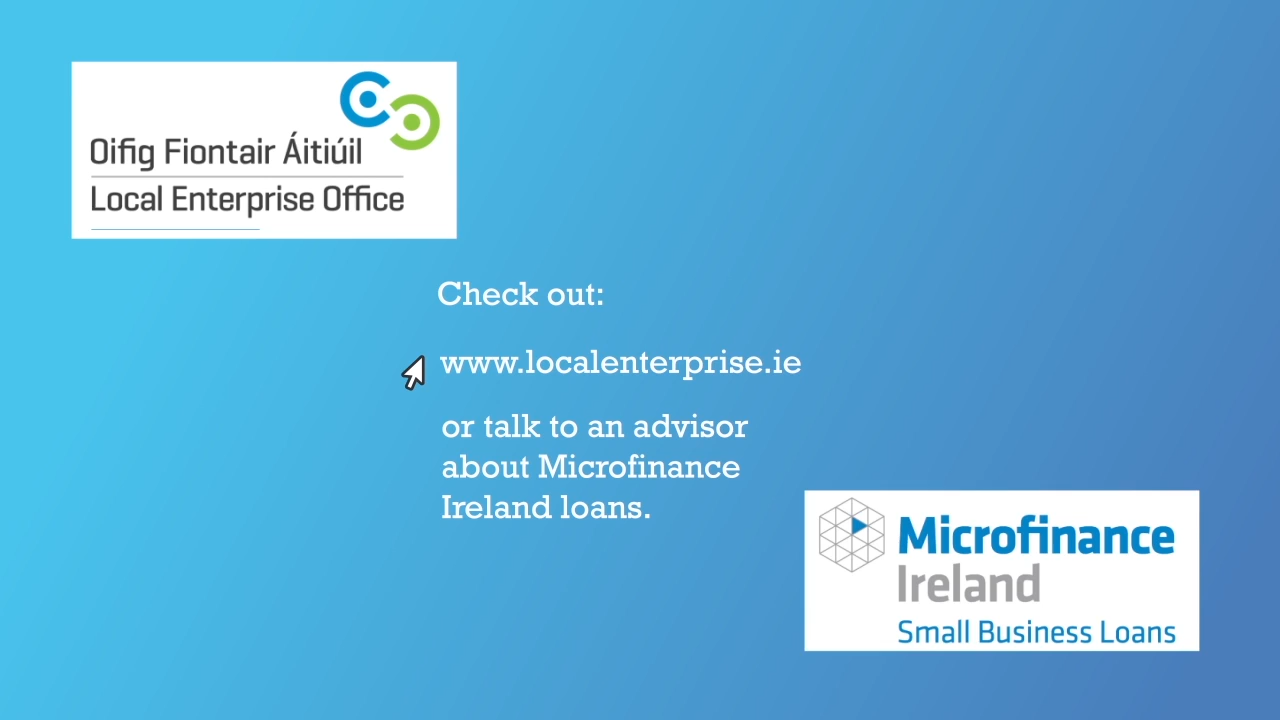 Oifig Fiontair Áitiúil
Local Enterprise Office
Check out:
www.localenterprise.ie
or talk to an advisor
about Microfinance
Ireland loans.
Microfinance
Ireland
Small Business Loans